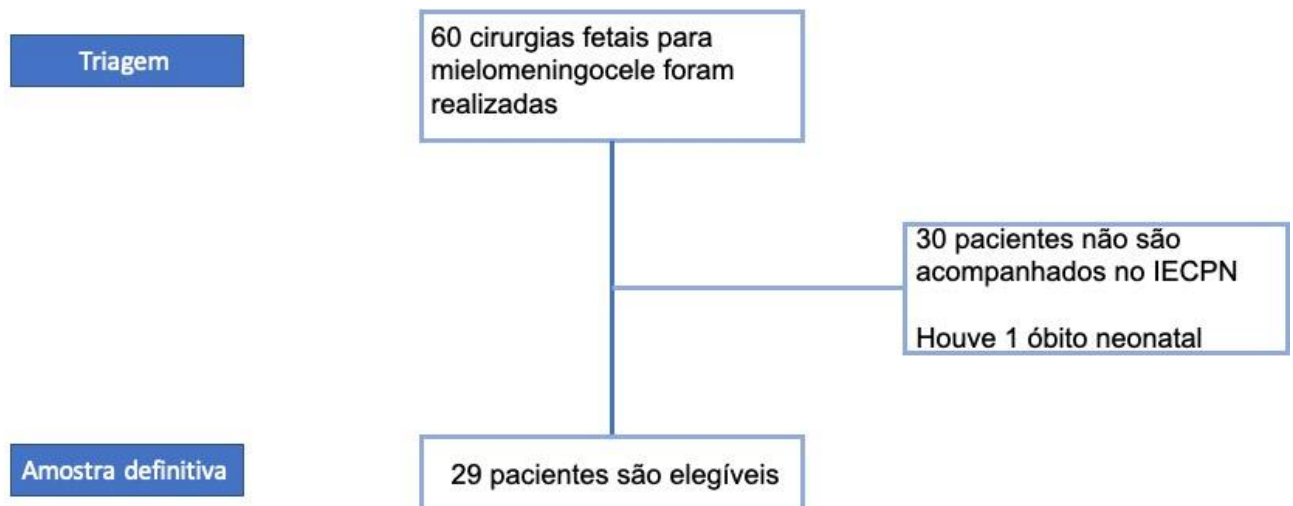 Triagem
60 cirurgias fetais para
mielomeningocele foram
realizadas
30 pacientes não são
acompanhados no IECPN
Houve 1 óbito neonatal
Amostra definitiva
29 pacientes são elegíveis